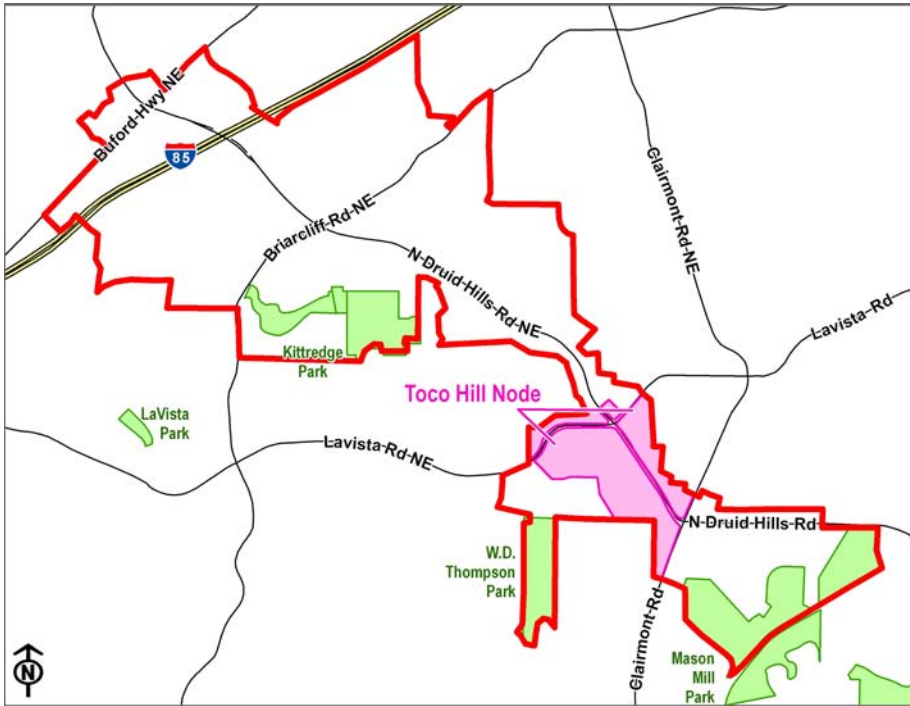 Buford-Hwy NE
85
Clairmont-Rd-NE
Briarcliff-Rd-NE
N-Druid-Hills-Rd-NE
Lavista-Rd
Kittredge
Park
Toco Hill Node
LaVista
Park
Lavista-Rd-NE
N-Druid-Hills-Rd
W.D.
Thompson
Park
Clairmont-Rd
Mason
Mill
Park
N